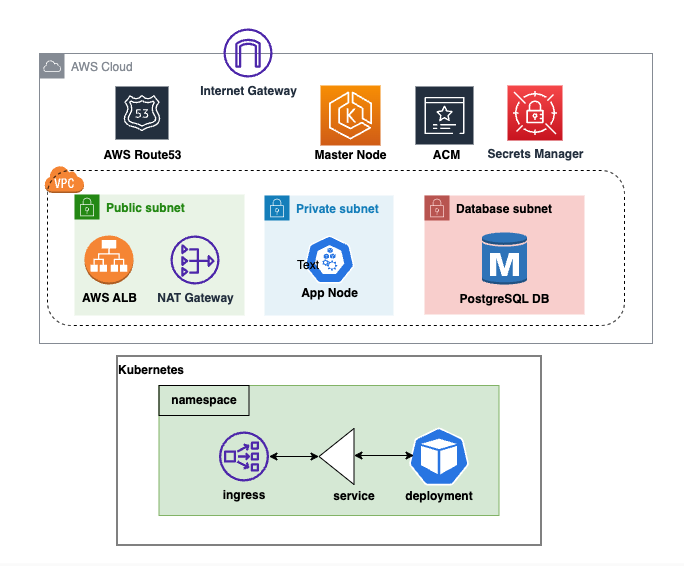 AWS Cloud
Internet Gateway
53
K
AWS Route53
Master Node
ACM
Secrets Manager
VPC
Public subnet
Private subnet
Database subnet
Text
M
AWS ALB
NAT Gateway
App Node
PostgreSQL DB
Kubernetes
namespace
ingress
service
deployment